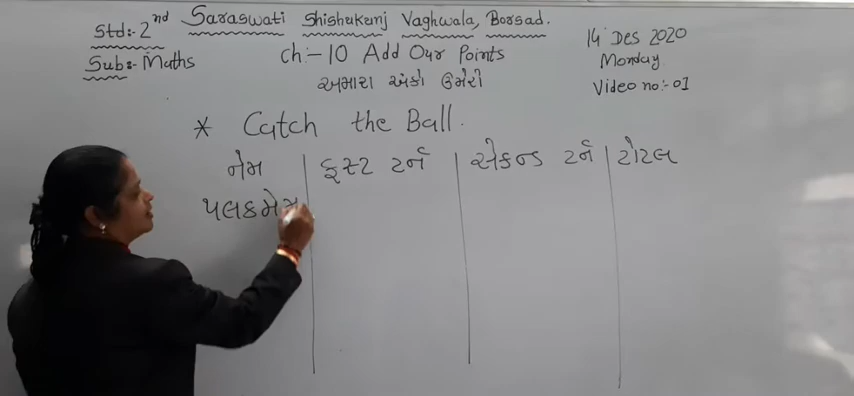 Std:- 2nd Saraswati Shishukunj Vaghwala, Borsad.
Sub:- Maths
Ch:- 10 Add Our Points
અમારા અંકો ઉમેરો
14 Des 2020
Monday
Video no:- 01
* Catch the Ball.
નેમ ફસ્ટ ટર્ન સેકન્ડ ટર્ન ટોટલ